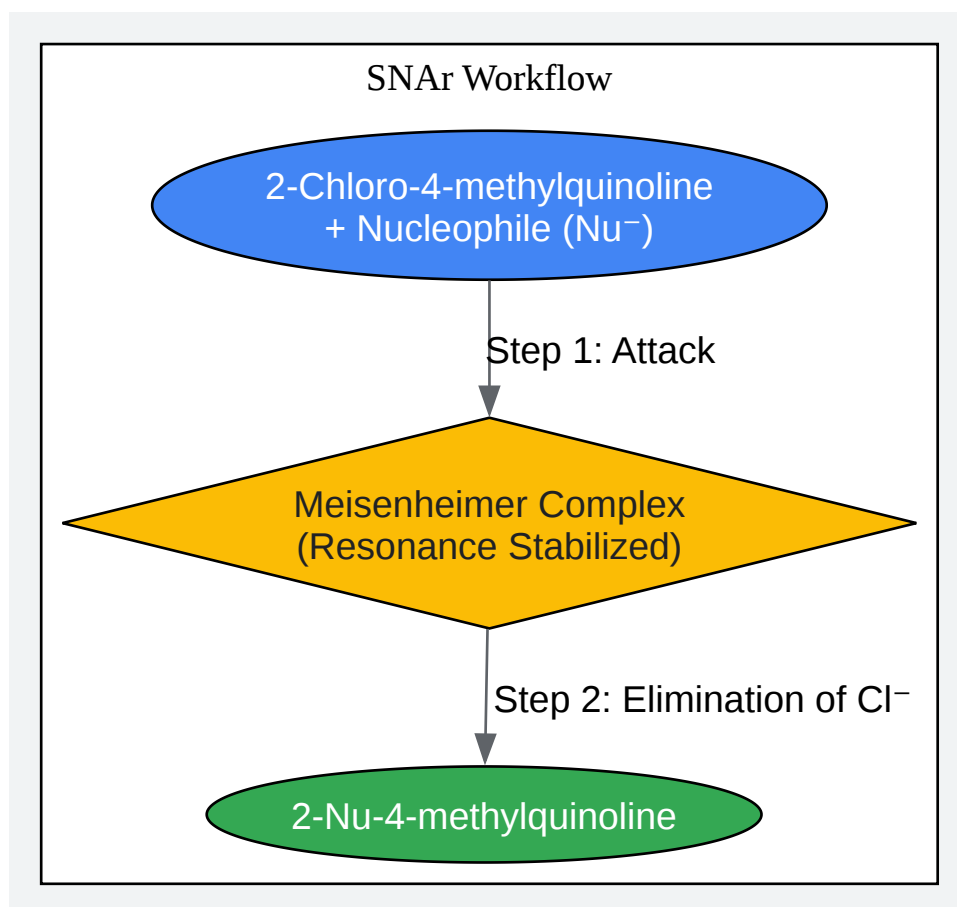 SNAr Workflow
2-Chloro-4-methylquinoline
+ Nucleophile (Nu⁻)
Step 1: Attack
Meisenheimer Complex
(Resonance Stabilized)
Step 2: Elimination of Cl⁻
2-Nu-4-methylquinoline